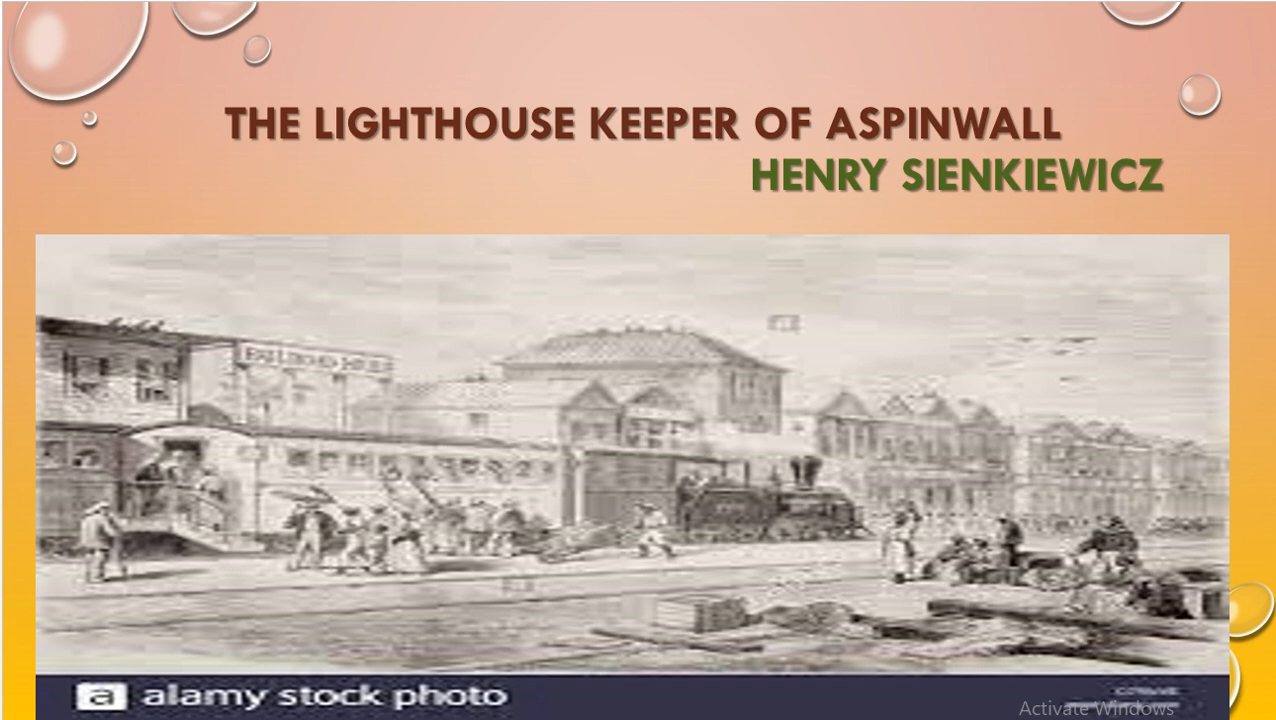 THE LIGHTHOUSE KEEPER OF ASPINWALL
HENRY SIENKIEWICZ
a alamy stock photo
Activate Windows